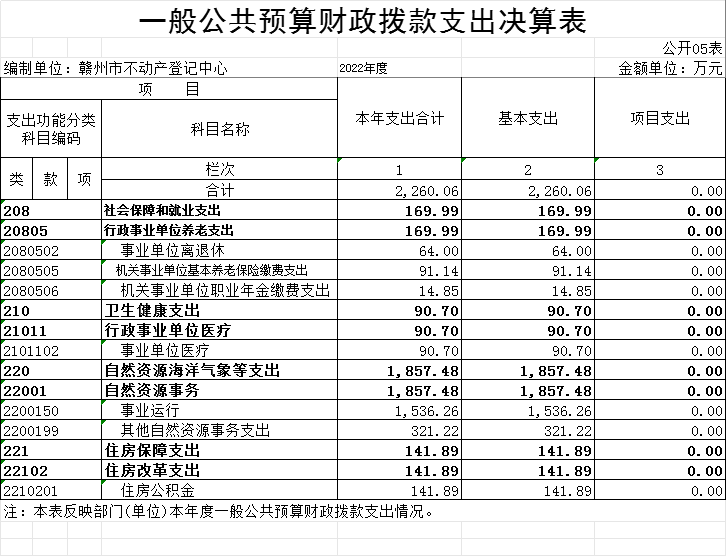 一般公共预算财政拨款支出决算表
公开05表
编制单位：赣州市不动产登记中心 2022年度 金额单位：万元
项 目 本年支出合计 基本支出 项目支出
支出功能分类科目编码 科目名称
类 款 项 栏次 1 2 3
合计 2,260.06 2,260.06 0.00
208 社会保障和就业支出 169.99 169.99 0.00
20805 行政事业单位养老支出 169.99 169.99 0.00
2080502 事业单位离退休 64.00 64.00 0.00
2080505 机关事业单位基本养老保险缴费支出 91.14 91.14 0.00
2080506 机关事业单位职业年金缴费支出 14.85 14.85 0.00
210 卫生健康支出 90.70 90.70 0.00
21011 行政事业单位医疗 90.70 90.70 0.00
2101102 事业单位医疗 90.70 90.70 0.00
220 自然资源海洋气象等支出 1,857.48 1,857.48 0.00
22001 自然资源事务 1,857.48 1,857.48 0.00
2200150 事业运行 1,536.26 1,536.26 0.00
2200199 其他自然资源事务支出 321.22 321.22 0.00
221 住房保障支出 141.89 141.89 0.00
22102 住房改革支出 141.89 141.89 0.00
2210201 住房公积金 141.89 141.89 0.00
注：本表反映部门(单位)本年度一般公共预算财政拨款支出情况。